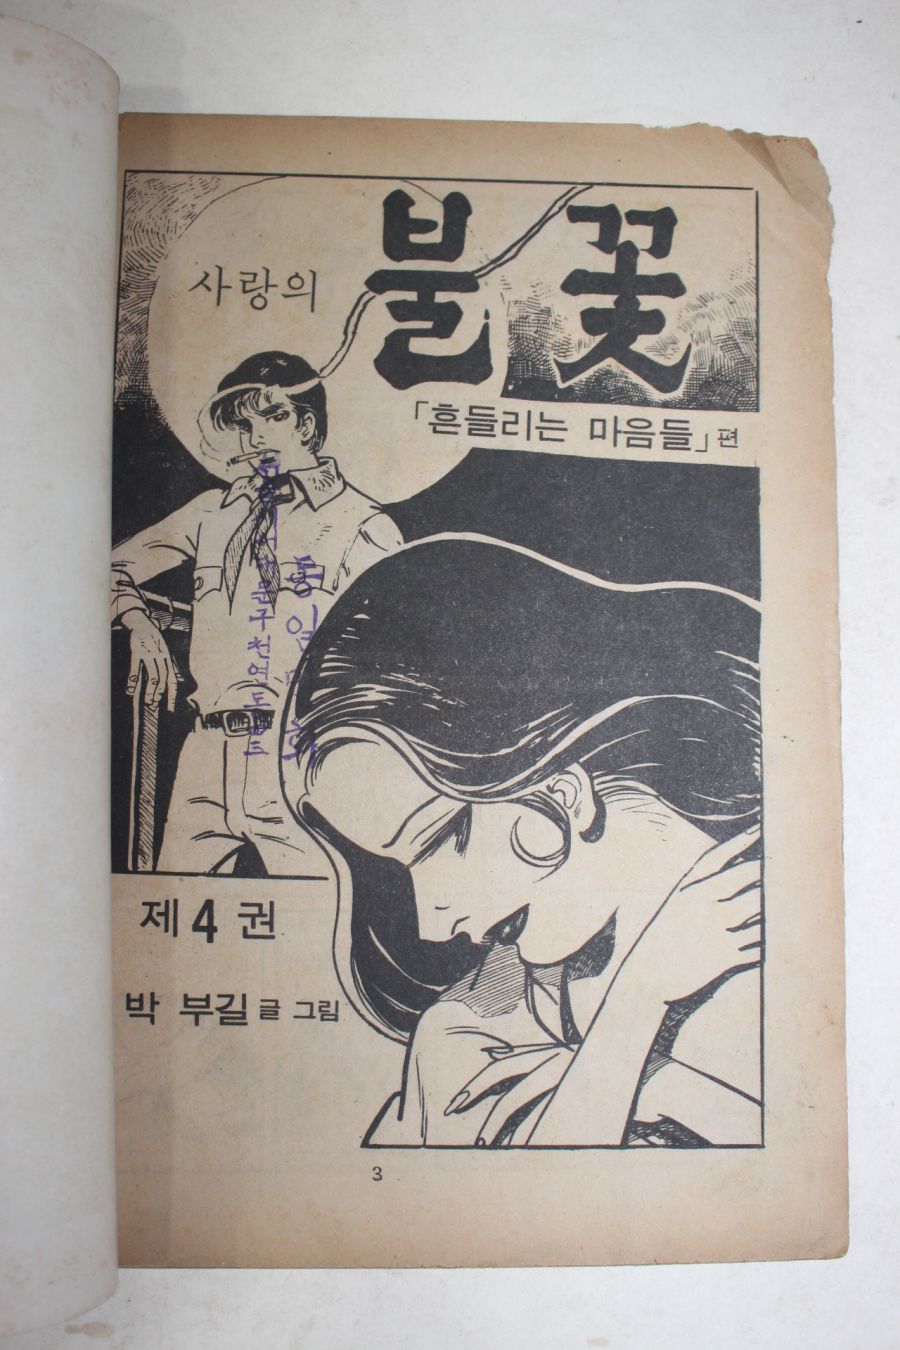 사랑의 불꽃
「흔들리는 마음들」편
제4권
박 부길 글 그림
3